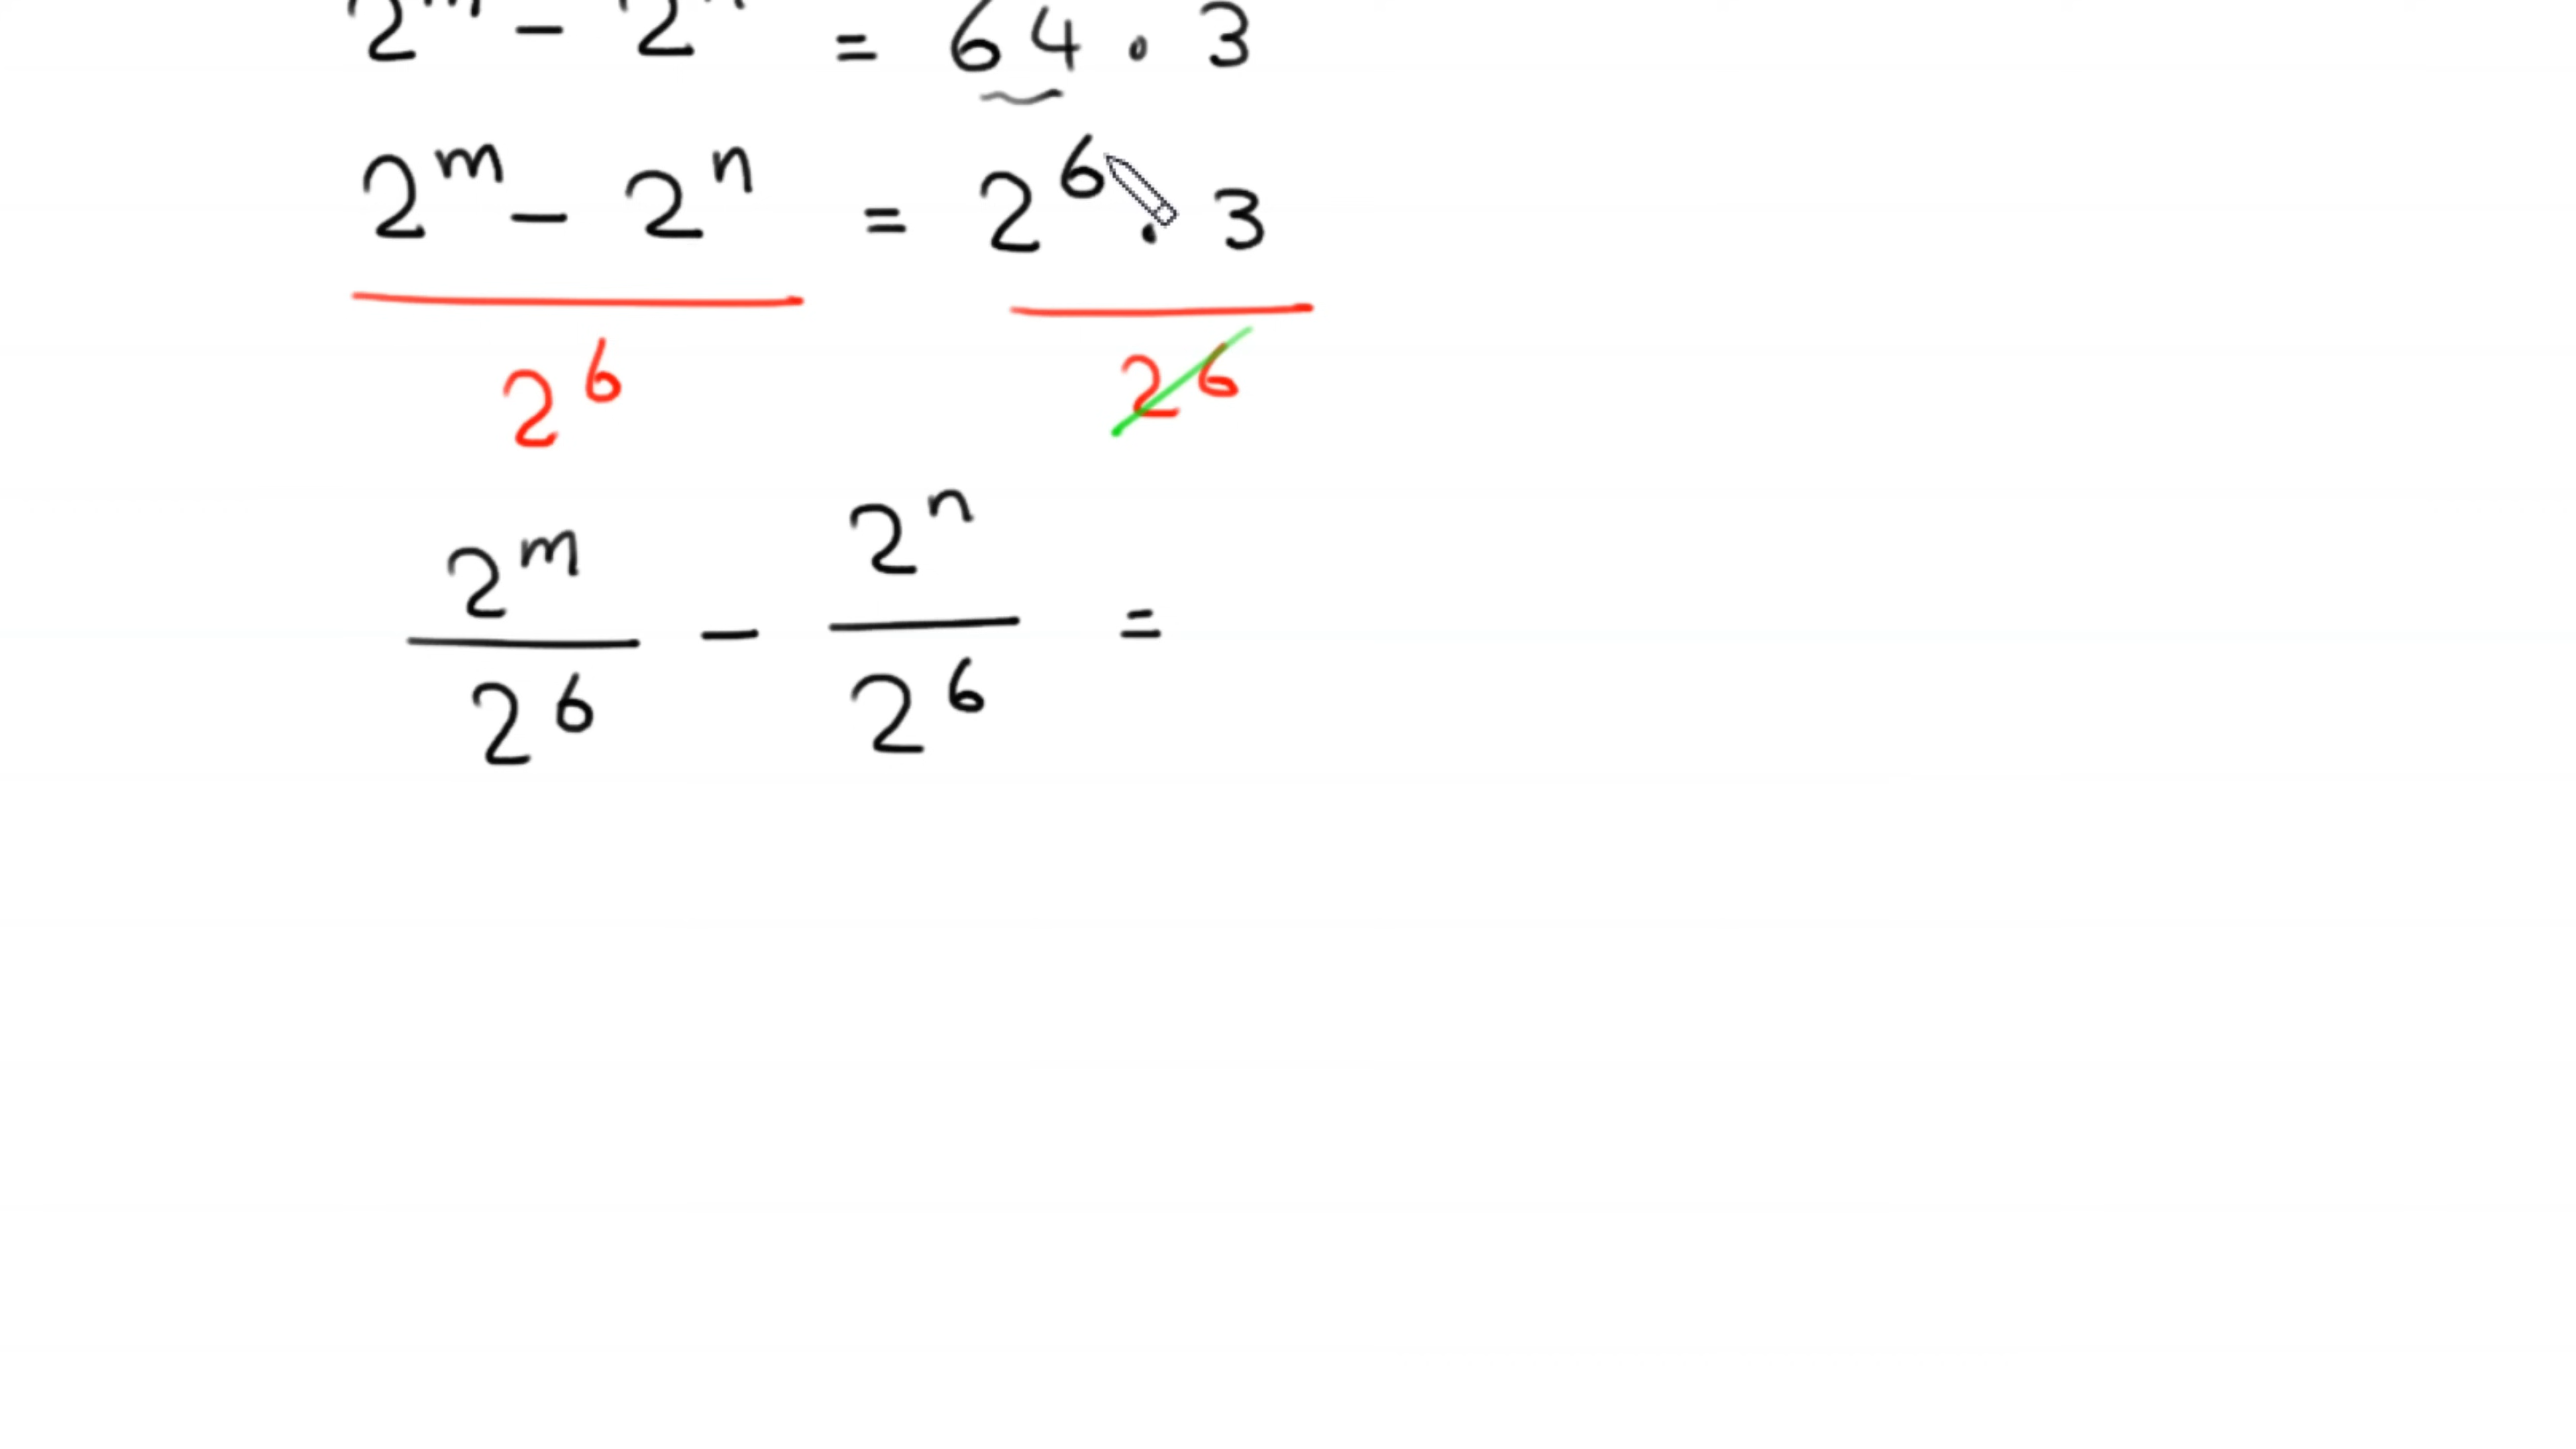 2^m - 2^n = 64 . 3
2^m - 2^n = 2^6 . 3
2^6 2^6
2^m 2^n
- =
2^6 2^6